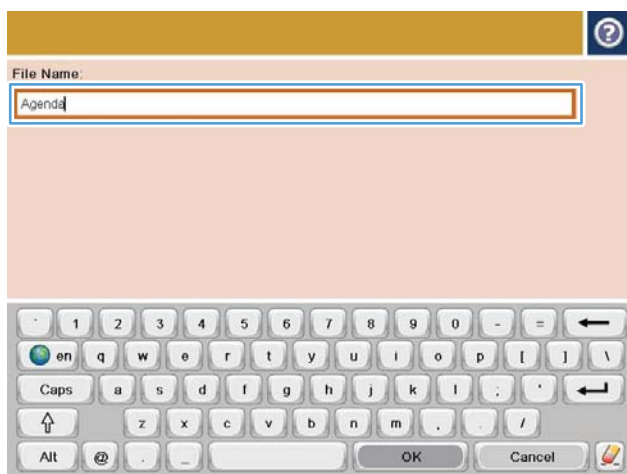 ?
File Name:
Agenda
` 1 2 3 4 5 6 7 8 9 0 - =
en q w e r t y u i o p [ ] \
Caps a s d f g h j k l ; '
z x c v b n m , . /
Alt @ . _ OK Cancel